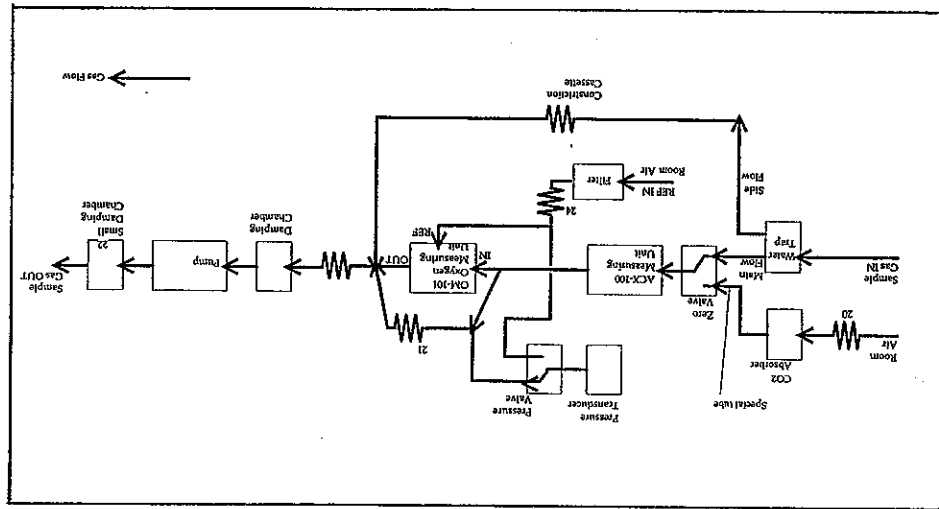 Pressure
Transducer
Pressure
Valve
Special tube
CO2
Absorber
Room
Air
20
21
Zero
Valve
Sample
Gas IN
Water
Trap
Main
Flow
ACX-100
Measuring
Unit
IN
OM-101
Oxygen
Measuring
Unit
REF
OUT
Damping
Chamber
Pump
22
Small
Damping
Chamber
Sample
Gas OUT
Side
Flow
REF IN
Room Air
Filter
24
Constriction
Cassette
Gas Flow